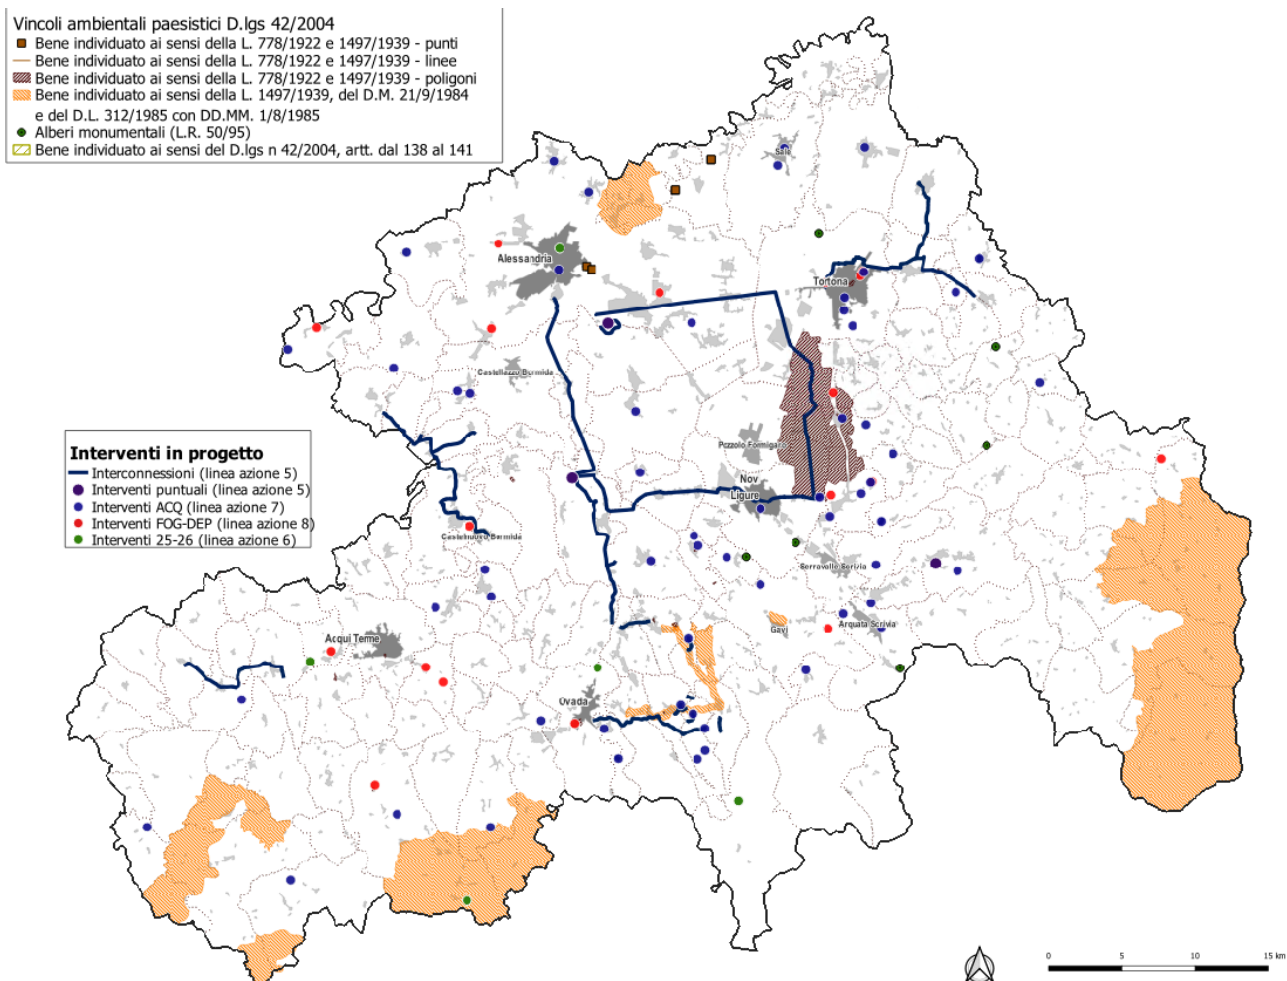 Vincoli ambientali paesistici D.lgs 42/2004
Bene individuato ai sensi della L. 778/1922 e 1497/1939 - punti
Bene individuato ai sensi della L. 778/1922 e 1497/1939 - linee
Bene individuato ai sensi della L. 778/1922 e 1497/1939 - poligoni
Bene individuato ai sensi della L. 1497/1939, del D.M. 21/9/1984
e del D.L. 312/1985 con DD.MM. 1/8/1985
Alberi monumentali (L.R. 50/95)
Bene individuato ai sensi del D.lgs n 42/2004, artt. dal 138 al 141
Sale
Alessandria
Tortona
Castellazzo Bormida
Interventi in progetto
Interconnessioni (linea azione 5)
Interventi puntuali (linea azione 5)
Interventi ACQ (linea azione 7)
Interventi FOG-DEP (linea azione 8)
Interventi 25-26 (linea azione 6)
Pozzolo Formigaro
Nov
Ligure
Castelnuovo Bormida
Serravalle Scrivia
Gavi
Arquata Scrivia
Acqui Terme
Ovada
0 5 10 15 km